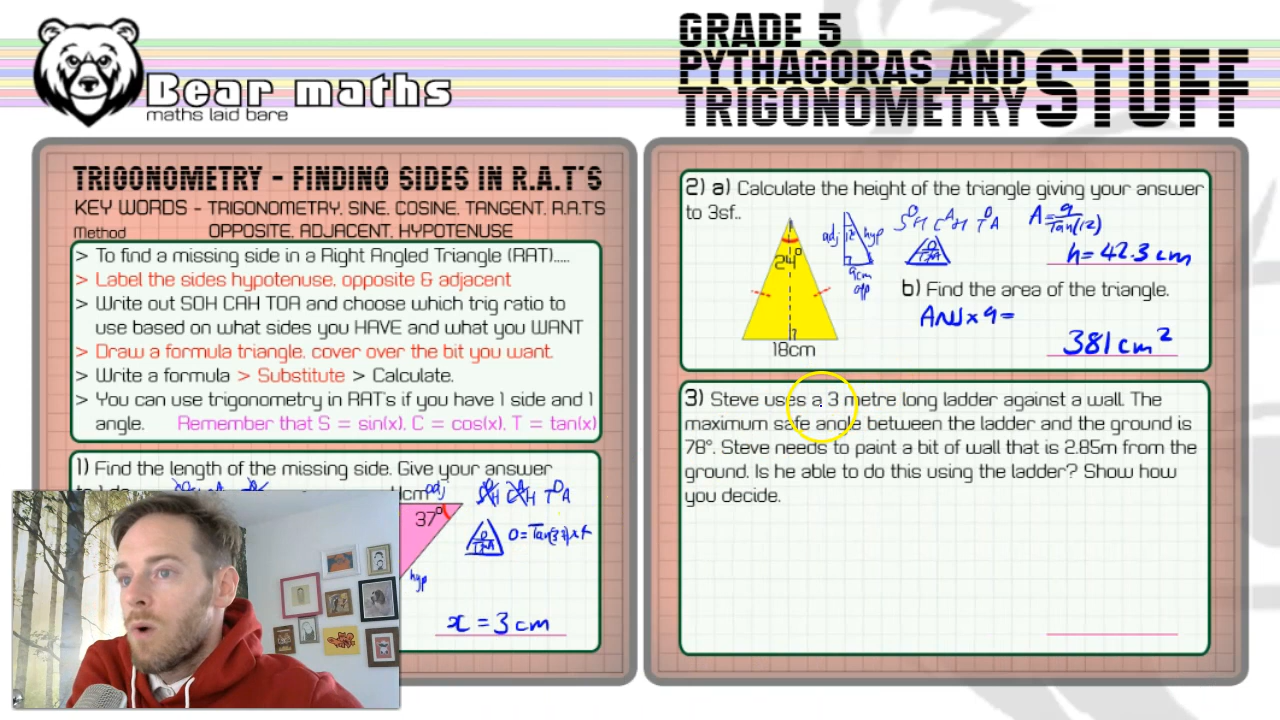 Bear maths
maths laid bare
GRADE 5
PYTHAGORAS AND
TRIGONOMETRY STUFF
TRIGONOMETRY - FINDING SIDES IN R.A.T'S
KEY WORDS - TRIGONOMETRY, SINE, COSINE, TANGENT, R.A.T'S
Method OPPOSITE, ADJACENT, HYPOTENUSE
> To find a missing side in a Right Angled Triangle (RAT).....
> Label the sides hypotenuse, opposite & adjacent
> Write out SOH CAH TOA and choose which trig ratio to
use based on what sides you HAVE and what you WANT
> Draw a formula triangle, cover over the bit you want.
> Write a formula > Substitute > Calculate.
> You can use trigonometry in RAT's if you have 1 side and 1
angle. Remember that S = sin(x), C = cos(x), T = tan(x)
1) Find the length of the missing side. Give your answer
adj SOH CAH TOA
37°
O
TA
hyp
x = 3 cm
2) a) Calculate the height of the triangle giving your answer
to 3sf..
24°
18cm
adj 12 hyp
9cm
opp
SOH CAH TOA
O
TA
A = 9
Tan(12)
h = 42.3 cm
b) Find the area of the triangle.
ANS x 9 =
381 cm²
3) Steve uses a 3 metre long ladder against a wall. The
maximum safe angle between the ladder and the ground is
78°. Steve needs to paint a bit of wall that is 2.85m from the
ground. Is he able to do this using the ladder? Show how
you decide.